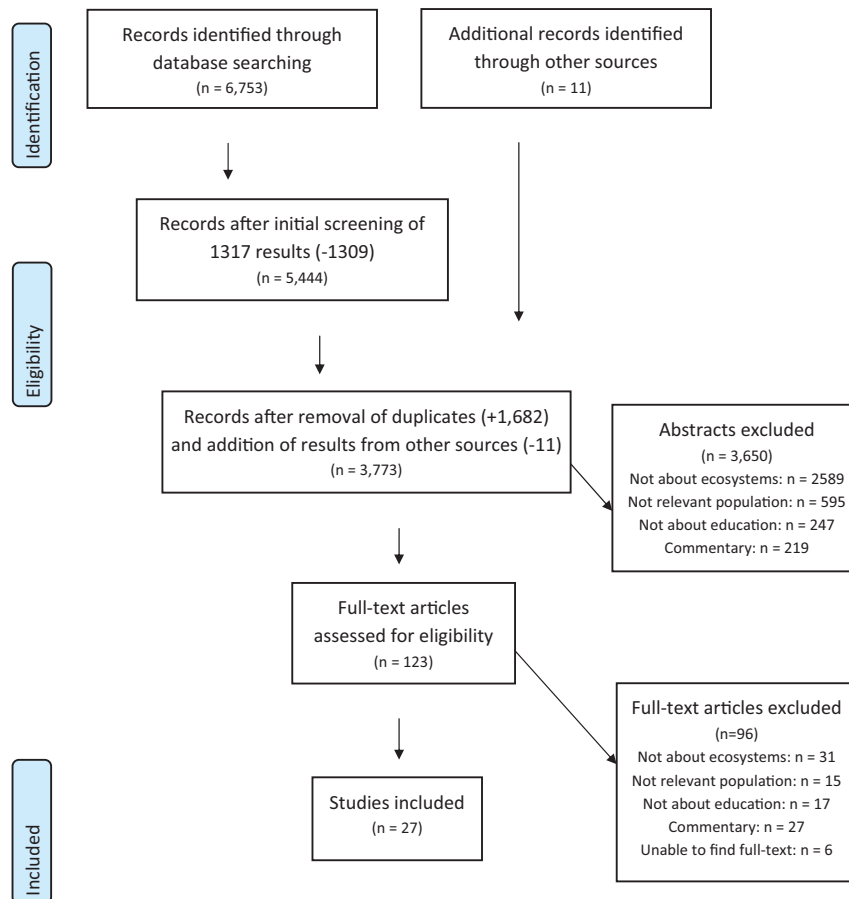 Identification
Records identified through
database searching
(n = 6,753)
Additional records identified
through other sources
(n = 11)
Records after initial screening of
1317 results (-1309)
(n = 5,444)
Eligibility
Records after removal of duplicates (+1,682)
and addition of results from other sources (-11)
(n = 3,773)
Abstracts excluded
(n = 3,650)
Not about ecosystems: n = 2589
Not relevant population: n = 595
Not about education: n = 247
Commentary: n = 219
Full-text articles
assessed for eligibility
(n = 123)
Full-text articles excluded
(n=96)
Not about ecosystems: n = 31
Not relevant population: n = 15
Not about education: n = 17
Commentary: n = 27
Unable to find full-text: n = 6
Included
Studies included
(n = 27)